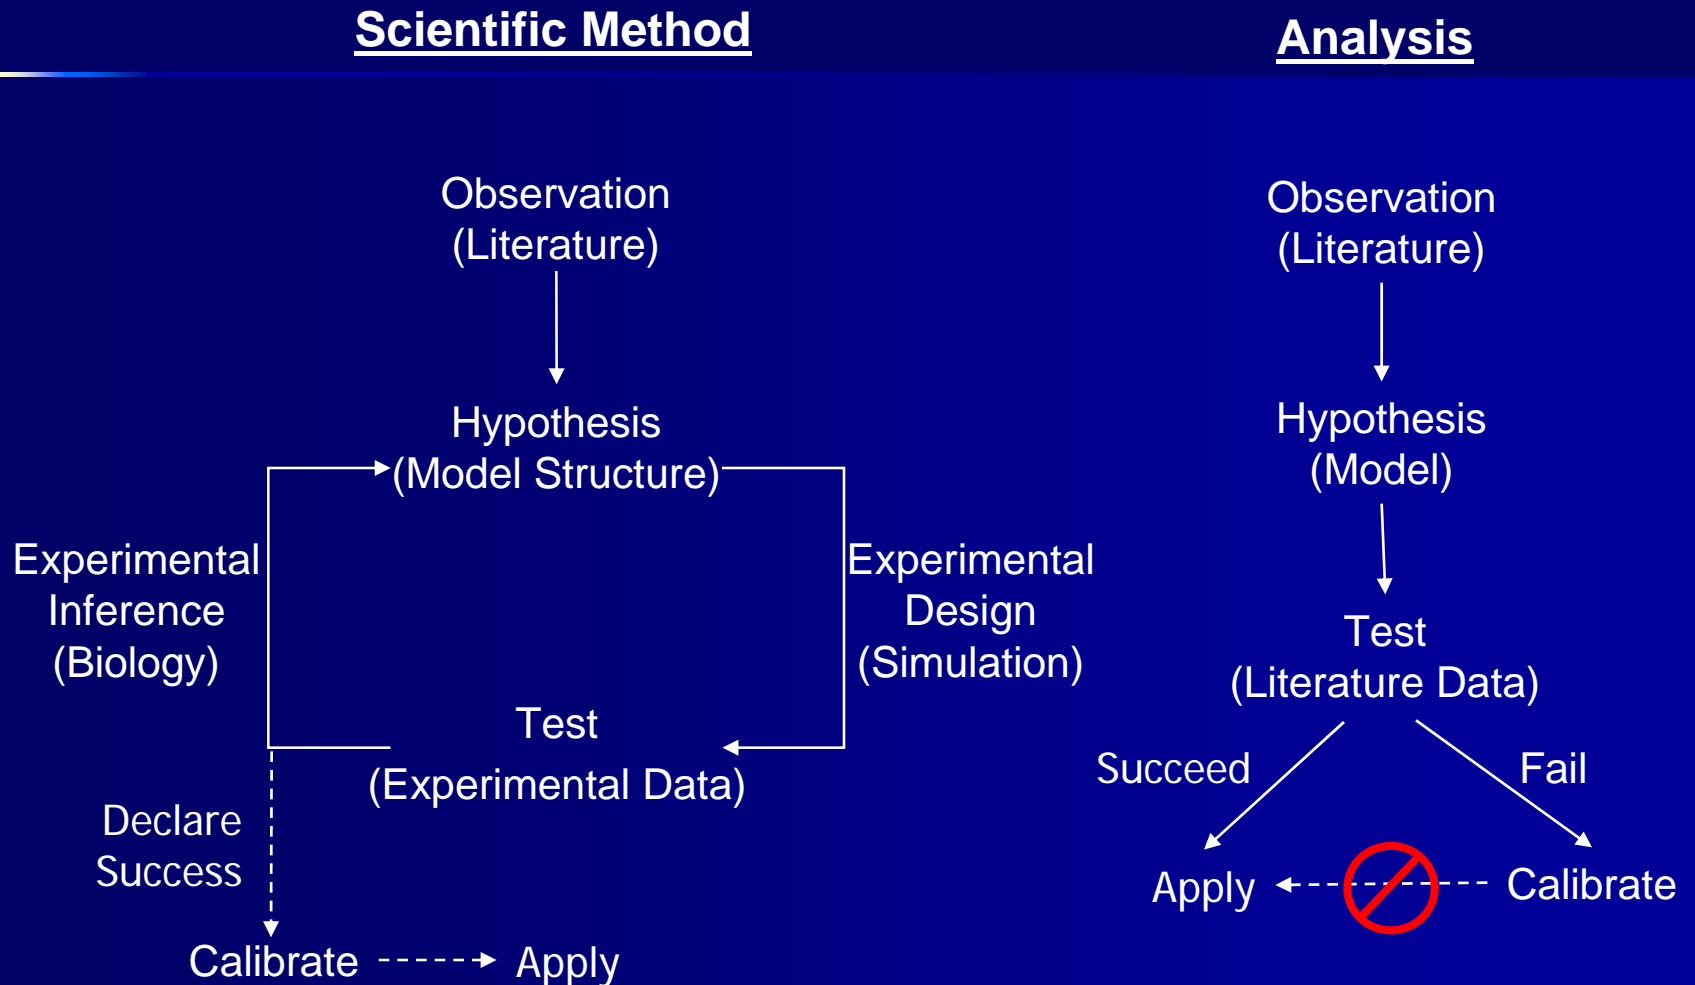 Scientific Method
Observation
(Literature)
Hypothesis
(Model Structure)
Experimental
Inference
(Biology)
Experimental
Design
(Simulation)
Test
(Experimental Data)
Declare
Success
Calibrate
Apply
Analysis
Observation
(Literature)
Hypothesis
(Model)
Test
(Literature Data)
Succeed
Fail
Apply
Calibrate